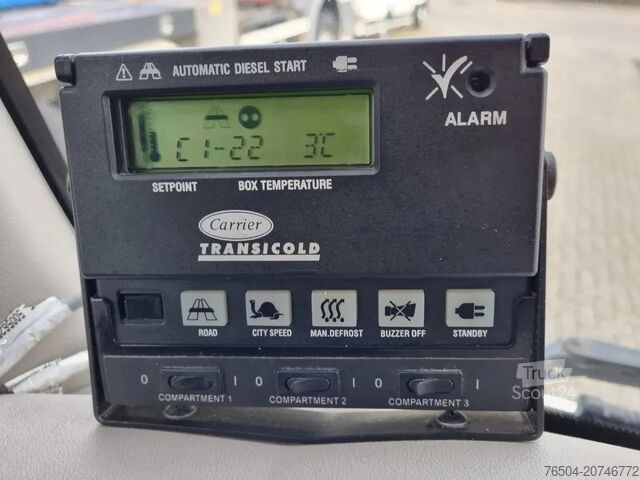 AUTOMATIC DIESEL START
ALARM
C1-22 3C
SETPOINT BOX TEMPERATURE
Carrier
TRANSICOLD
ROAD CITY SPEED MAN.DEFROST BUZZER OFF STANDBY
0 I 0 I 0 I
COMPARTMENT 1 COMPARTMENT 2 COMPARTMENT 3
Truck
Scout24
76504-20746772